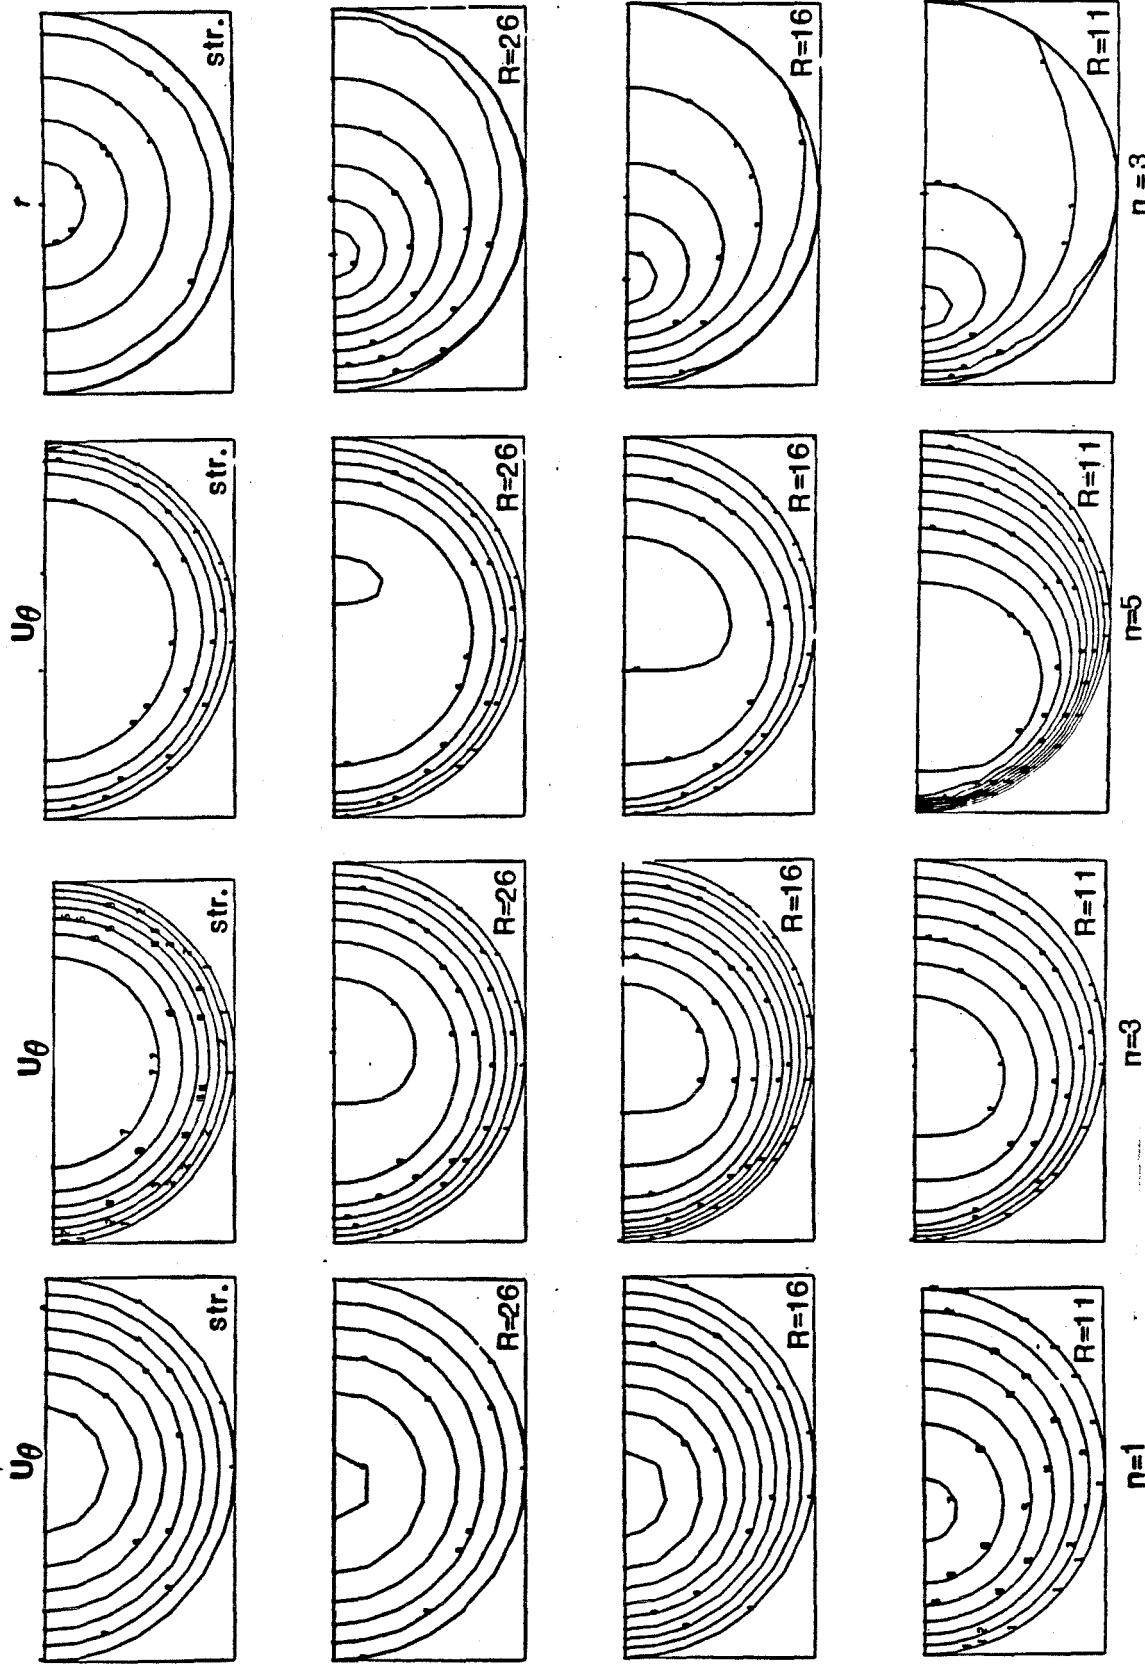 Uθ
str.
R=26
R=16
R=11
n=1
Uθ
str.
R=26
R=16
R=11
n=3
Uθ
str.
R=26
R=16
R=11
n=5
r
str.
R=26
R=16
R=11
n=3